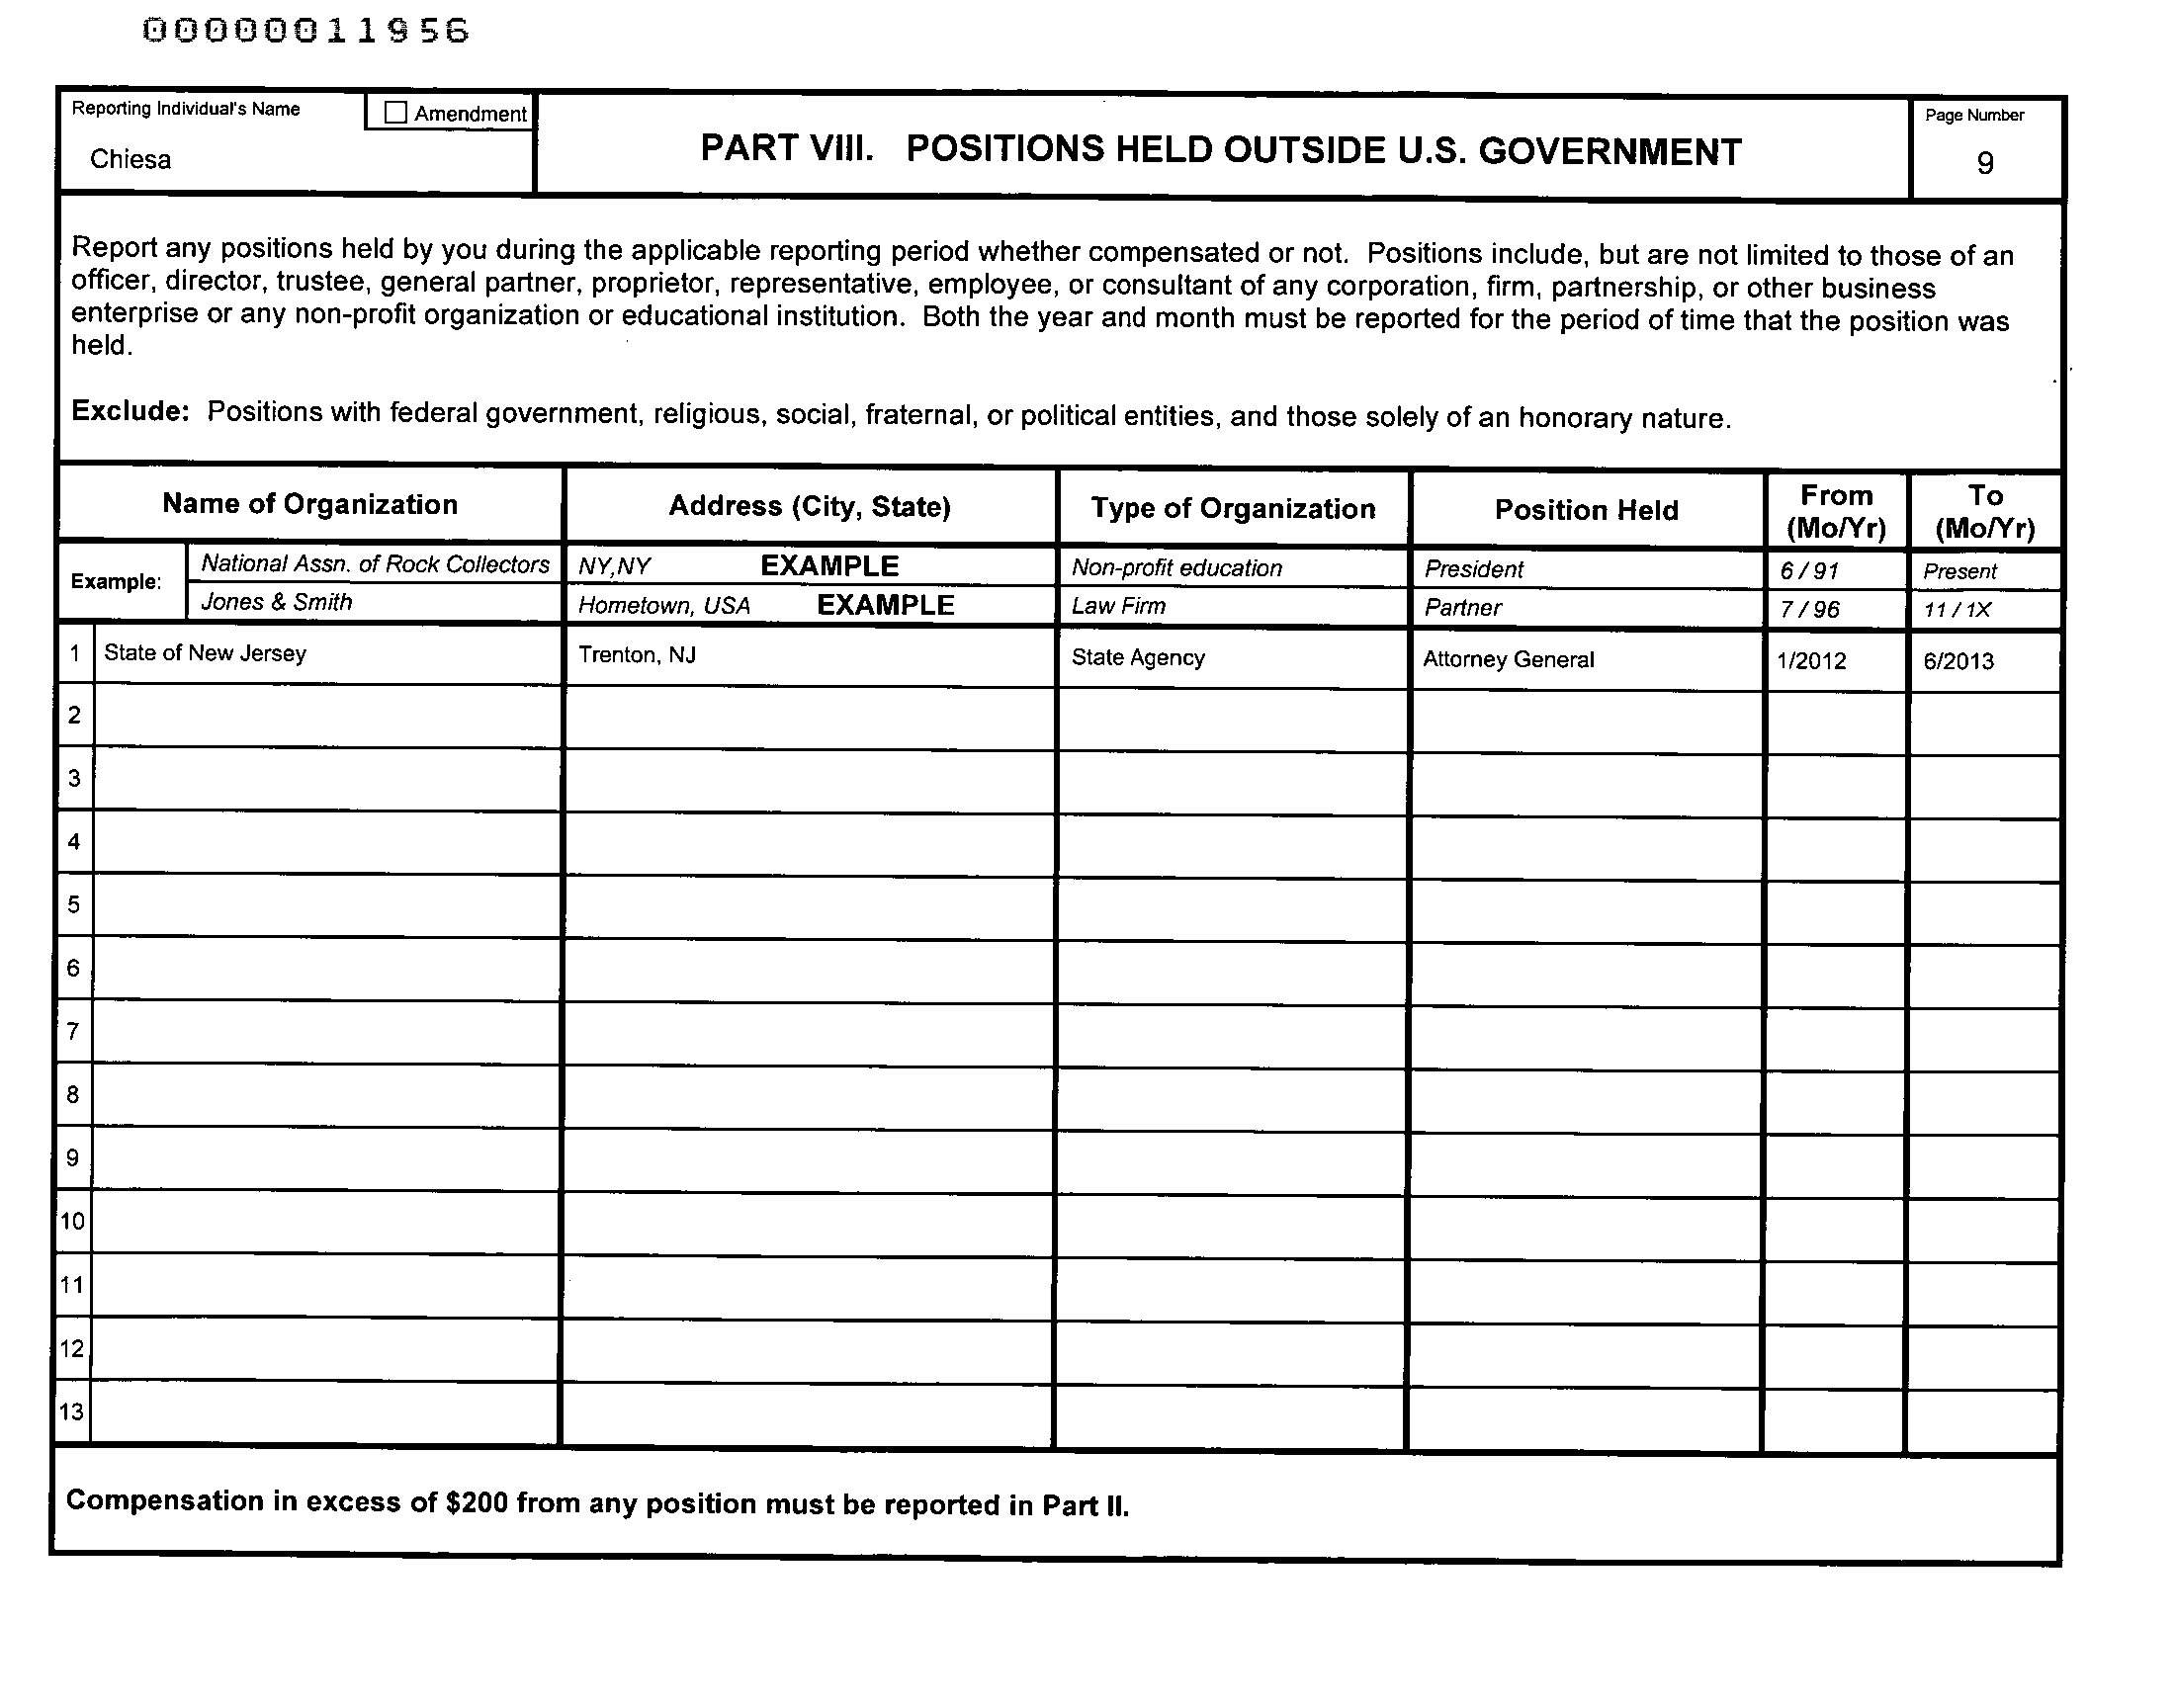 00000011956
Reporting Individual's Name
Amendment
Chiesa
PART VIII. POSITIONS HELD OUTSIDE U.S. GOVERNMENT
Page Number
9
Report any positions held by you during the applicable reporting period whether compensated or not. Positions include, but are not limited to those of an
officer, director, trustee, general partner, proprietor, representative, employee, or consultant of any corporation, firm, partnership, or other business
enterprise or any non-profit organization or educational institution. Both the year and month must be reported for the period of time that the position was
held.
Exclude: Positions with federal government, religious, social, fraternal, or political entities, and those solely of an honorary nature.
Name of Organization Address (City, State) Type of Organization Position Held From (Mo/Yr) To (Mo/Yr)
Example:
National Assn. of Rock Collectors NY,NY EXAMPLE Non-profit education President 6 / 91 Present
Jones & Smith Hometown, USA EXAMPLE Law Firm Partner 7 / 96 11 / 1X
1 State of New Jersey Trenton, NJ State Agency Attorney General 1/2012 6/2013
2
3
4
5
6
7
8
9
10
11
12
13
Compensation in excess of $200 from any position must be reported in Part II.